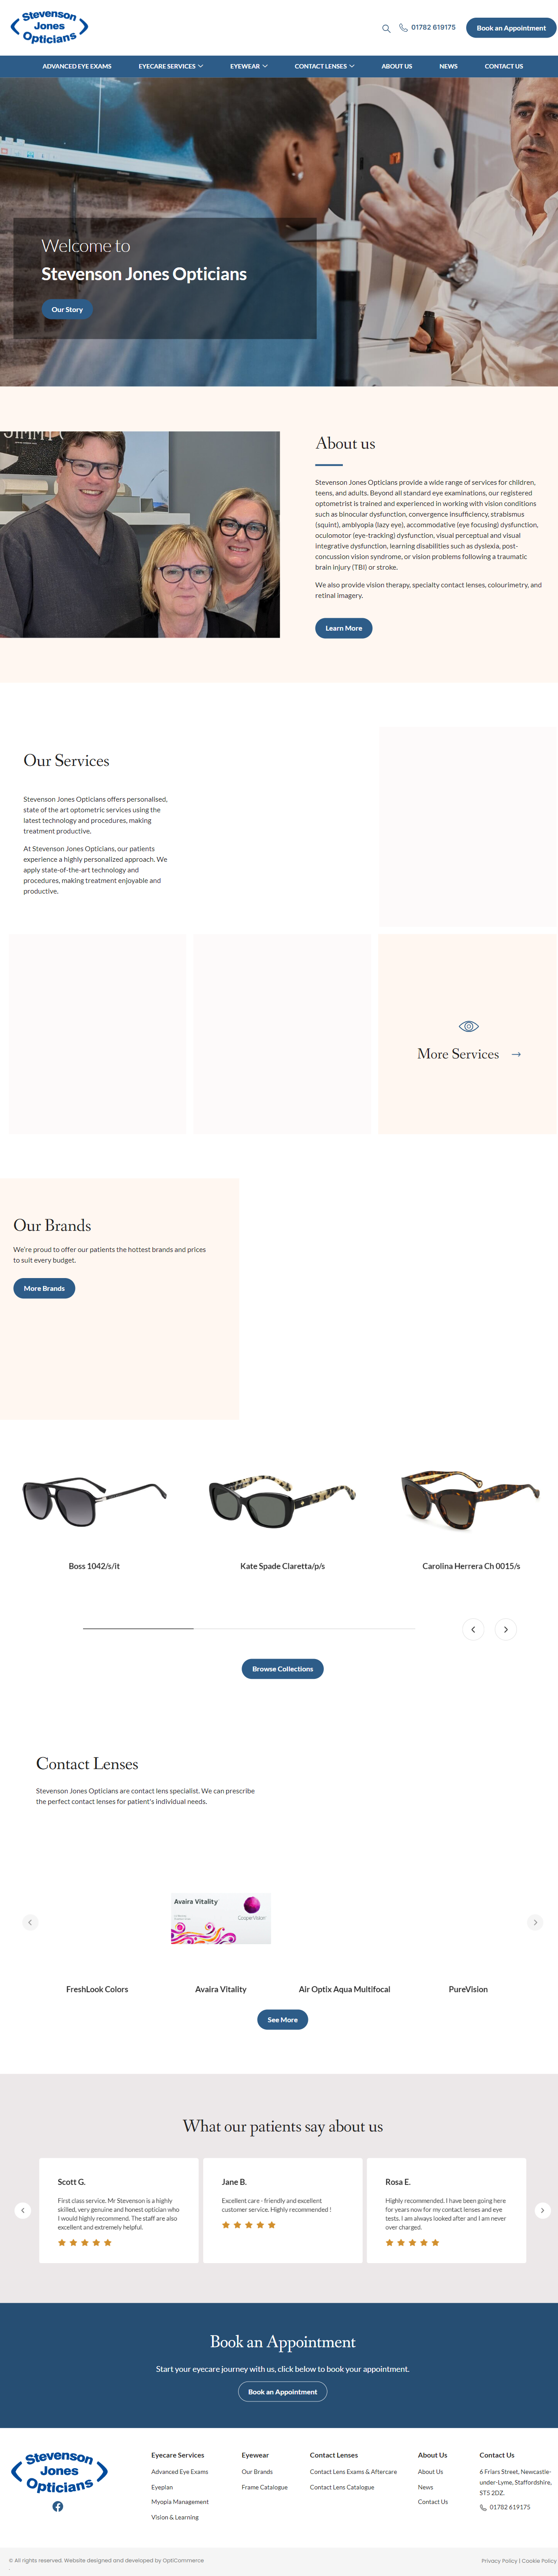 Stevenson
Jones
Opticians
01782 619175
Book an Appointment
ADVANCED EYE EXAMS
EYECARE SERVICES
EYEWEAR
CONTACT LENSES
ABOUT US
NEWS
CONTACT US
Welcome to
Stevenson Jones Opticians
Our Story
About us
Stevenson Jones Opticians provide a wide range of services for children,
teens, and adults. Beyond all standard eye examinations, our registered
optometrist is trained and experienced in working with vision conditions
such as binocular dysfunction, convergence insufficiency, strabismus
(squint), amblyopia (lazy eye), accommodative (eye focusing) dysfunction,
oculomotor (eye-tracking) dysfunction, visual perceptual and visual
integrative dysfunction, learning disabilities such as dyslexia, post-
concussion vision syndrome, or vision problems following a traumatic
brain injury (TBI) or stroke.
We also provide vision therapy, specialty contact lenses, colourimetry, and
retinal imagery.
Learn More
Our Services
Stevenson Jones Opticians offers personalised,
state of the art optometric services using the
latest technology and procedures, making
treatment productive.
At Stevenson Jones Opticians, our patients
experience a highly personalized approach. We
apply state-of-the-art technology and
procedures, making treatment enjoyable and
productive.
More Services
Our Brands
We're proud to offer our patients the hottest brands and prices
to suit every budget.
More Brands
Boss 1042/s/it
Kate Spade Claretta/p/s
Carolina Herrera Ch 0015/s
Browse Collections
Contact Lenses
Stevenson Jones Opticians are contact lens specialist. We can prescribe
the perfect contact lenses for patient's individual needs.
Avaira Vitality
CooperVision
FreshLook Colors
Avaira Vitality
Air Optix Aqua Multifocal
PureVision
See More
What our patients say about us
Scott G.
First class service. Mr Stevenson is a highly
skilled, very genuine and honest optician who
I would highly recommend. The staff are also
excellent and extremely helpful.
Jane B.
Excellent care - friendly and excellent
customer service. Highly recommended !
Rosa E.
Highly recommended. I have been going here
for years now for my contact lenses and eye
tests. I am always looked after and I am never
over charged.
Book an Appointment
Start your eyecare journey with us, click below to book your appointment.
Book an Appointment
Stevenson
Jones
Opticians
Eyecare Services
Advanced Eye Exams
Eyeplan
Myopia Management
Vision & Learning
Eyewear
Our Brands
Frame Catalogue
Contact Lenses
Contact Lens Exams & Aftercare
Contact Lens Catalogue
About Us
About Us
News
Contact Us
Contact Us
6 Friars Street, Newcastle-
under-Lyme, Staffordshire,
ST5 2DZ,
01782 619175
© All rights reserved. Website designed and developed by OptiCommerce
Privacy Policy | Cookie Policy